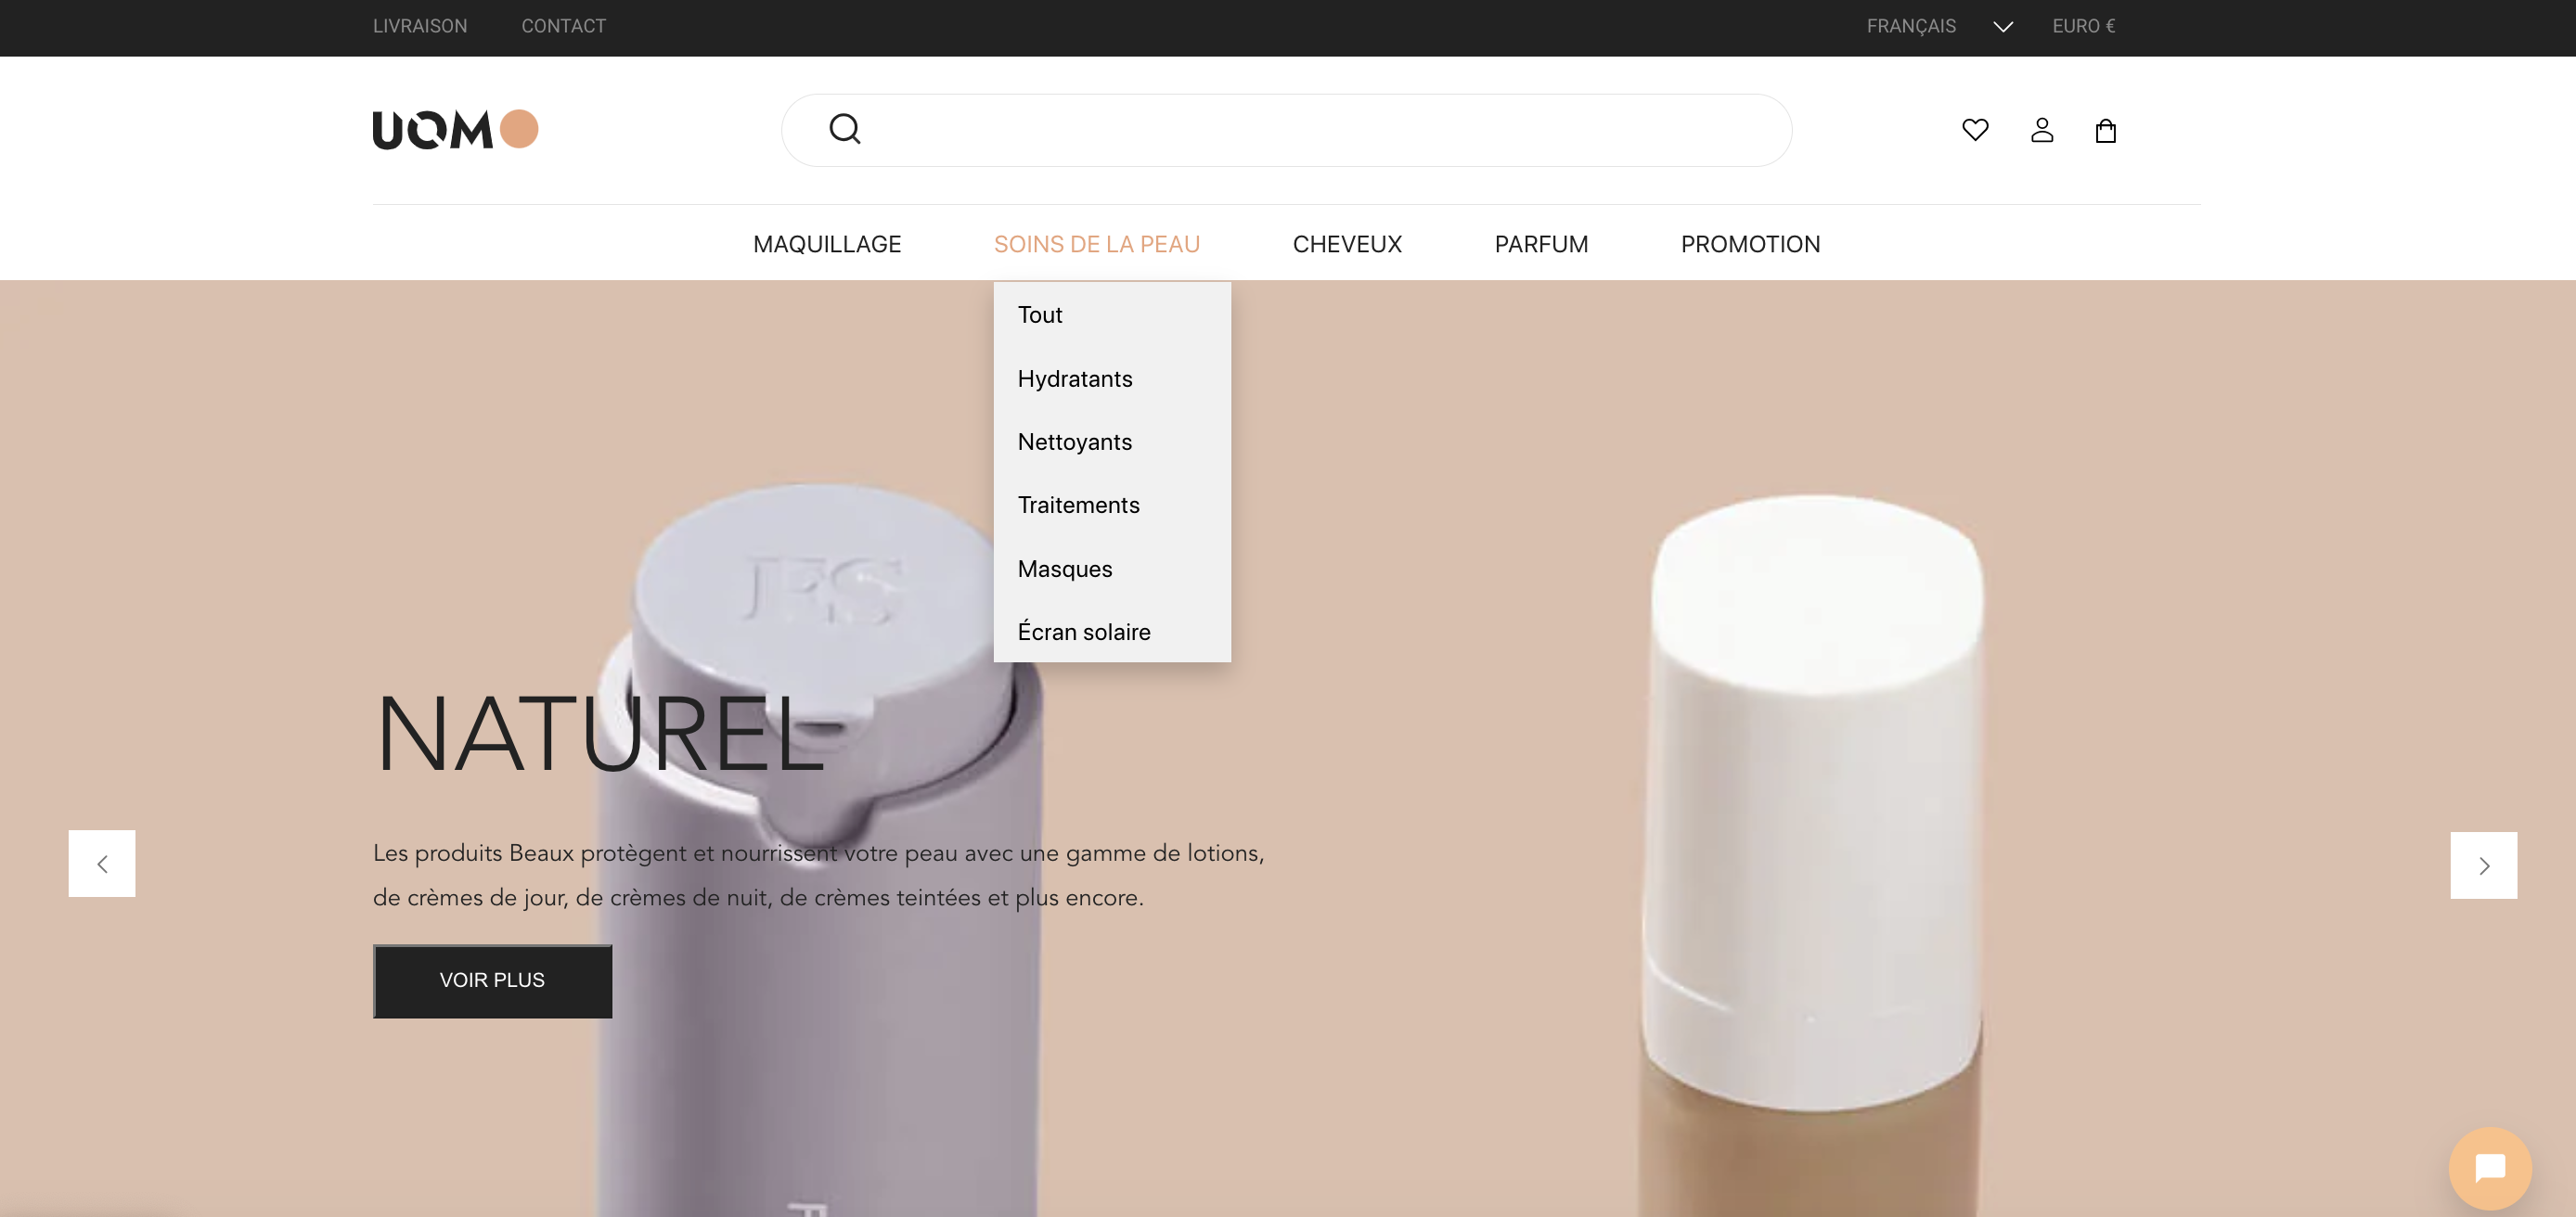 LIVRAISON CONTACT FRANÇAIS EURO €
UOMO
MAQUILLAGE SOINS DE LA PEAU CHEVEUX PARFUM PROMOTION
Tout
Hydratants
Nettoyants
Traitements
Masques
Écran solaire
NATUREL
Les produits Beaux protègent et nourrissent votre peau avec une gamme de lotions,
de crèmes de jour, de crèmes de nuit, de crèmes teintées et plus encore.
VOIR PLUS